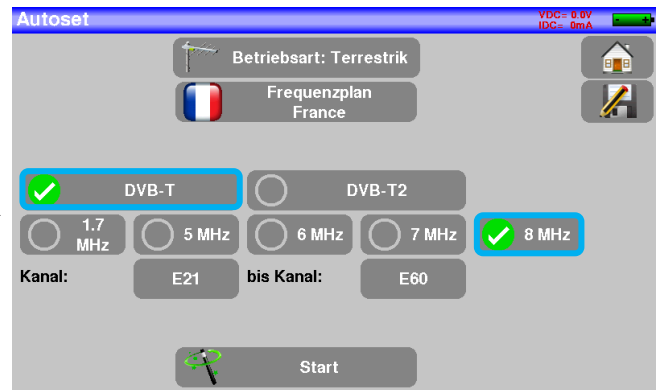 Autoset
VDC= 0.0V
IDC= 0mA
Betriebsart: Terrestrik
Frequenzplan
France
DVB-T
DVB-T2
1.7
MHz
5 MHz
6 MHz
7 MHz
8 MHz
Kanal:
E21
bis Kanal:
E60
Start